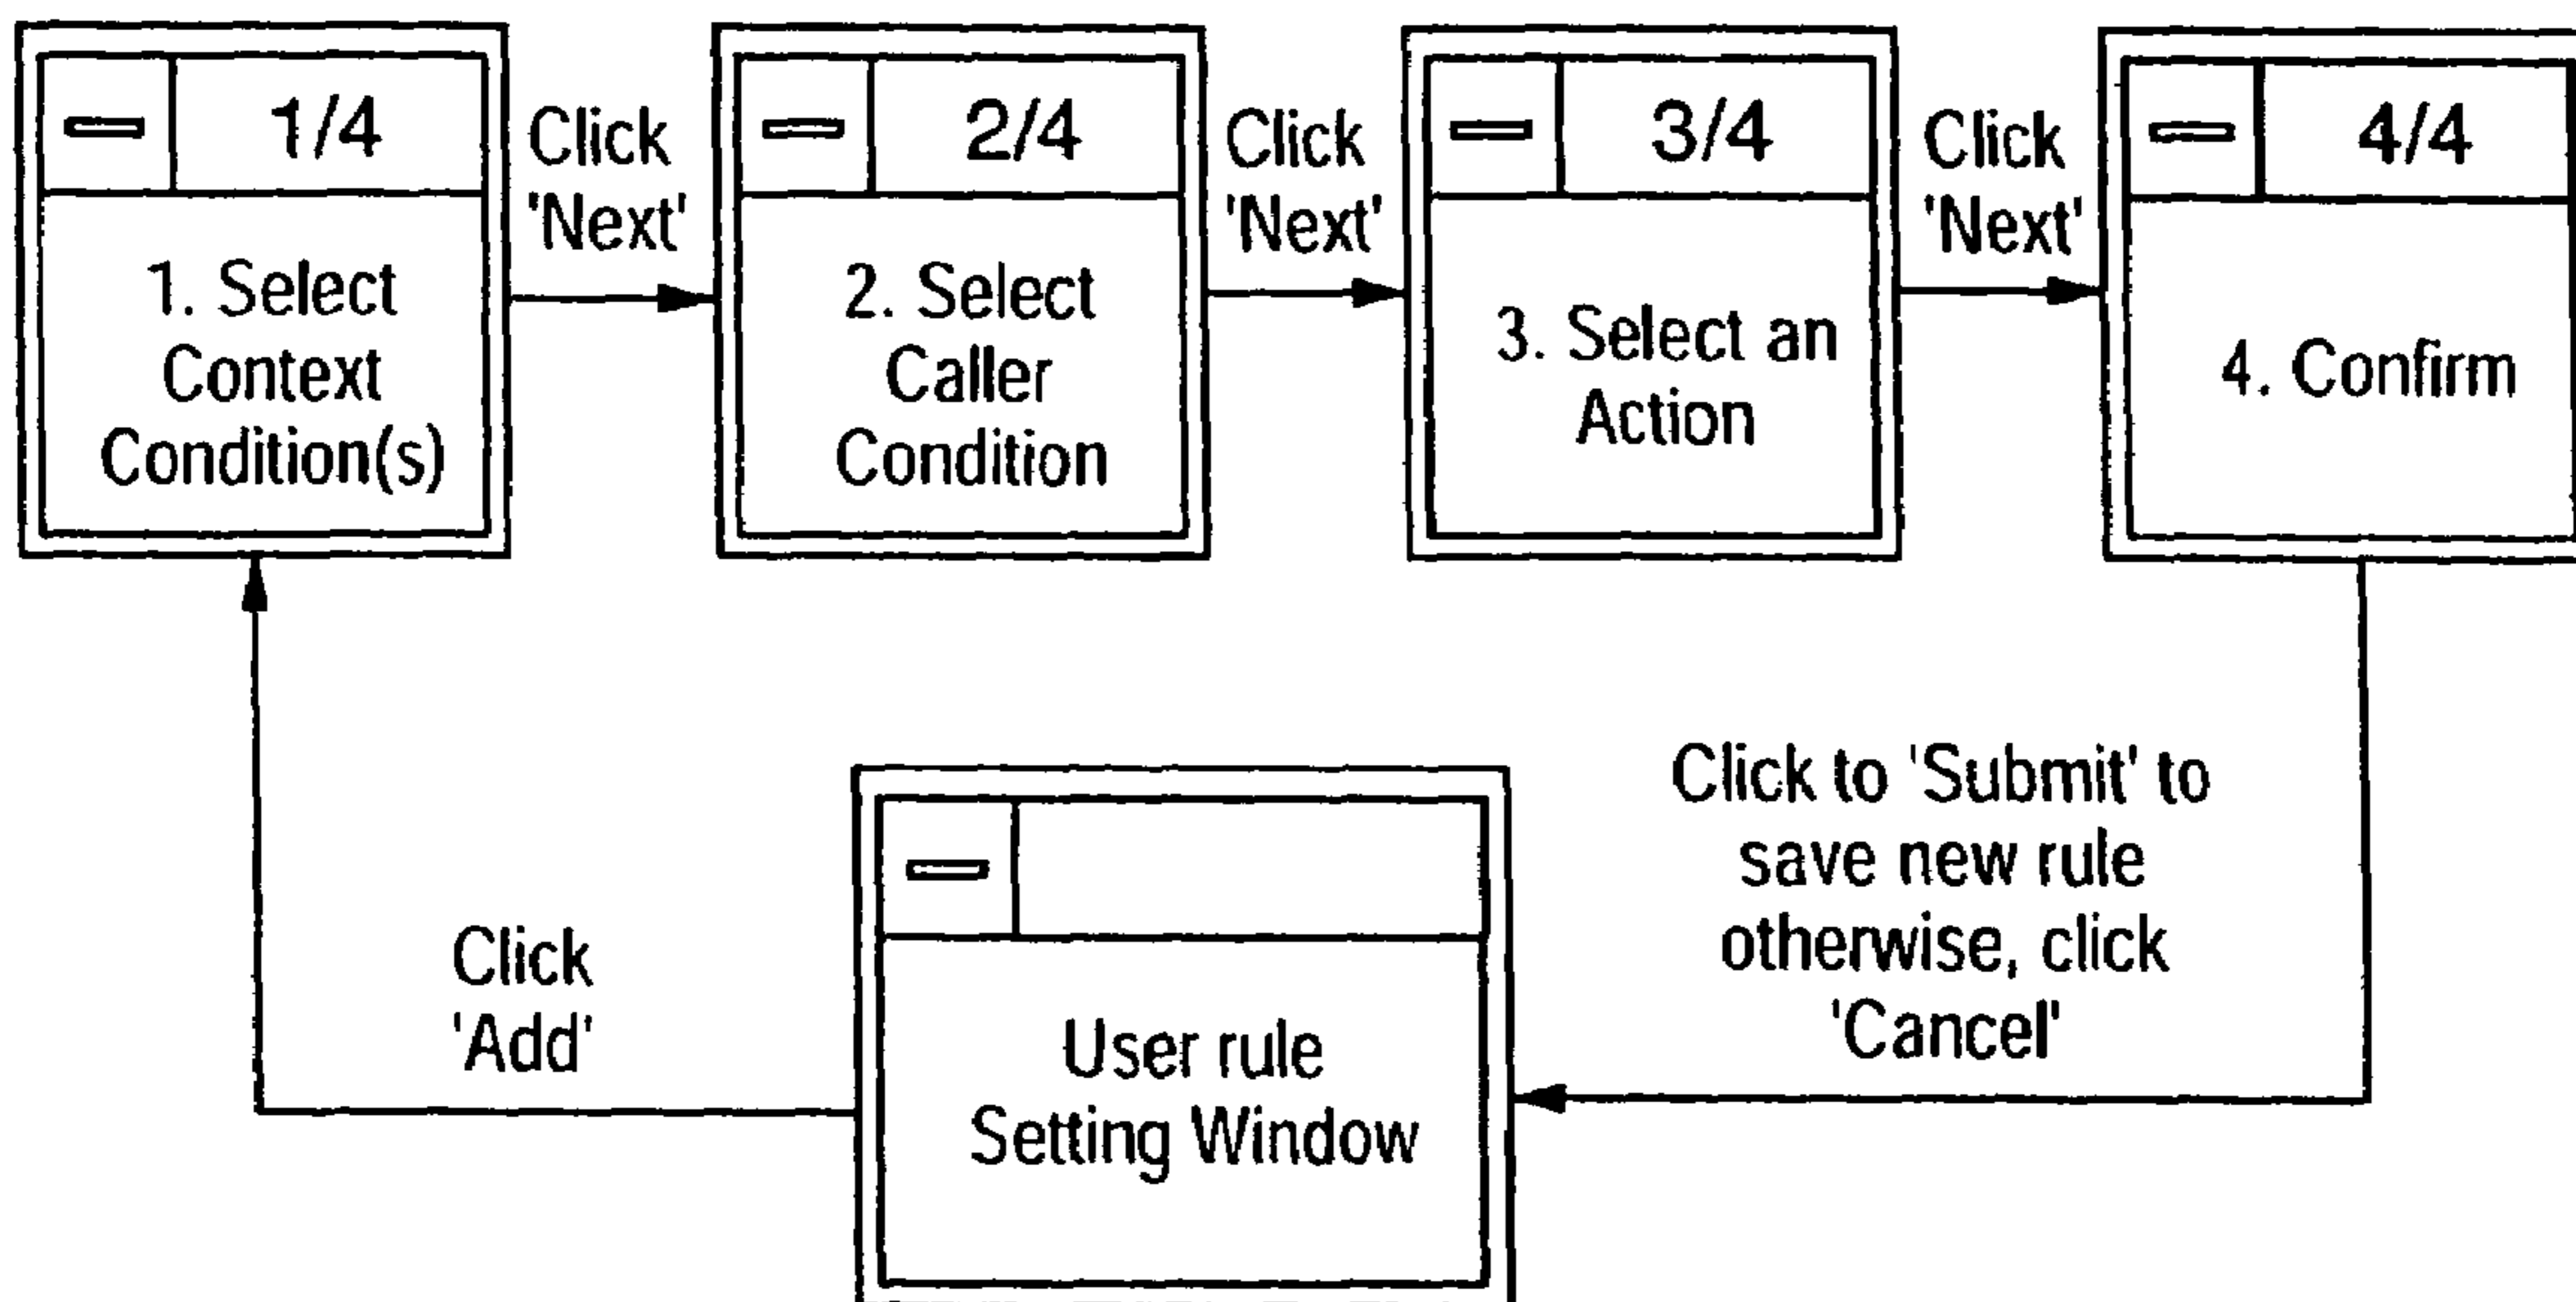 1/4
1. Select
Context
Condition(s)
Click
'Next'
2/4
2. Select
Caller
Condition
Click
'Next'
3/4
3. Select an
Action
Click
'Next'
4/4
4. Confirm
Click to 'Submit' to
save new rule
otherwise, click
'Cancel'
User rule
Setting Window
Click
'Add'